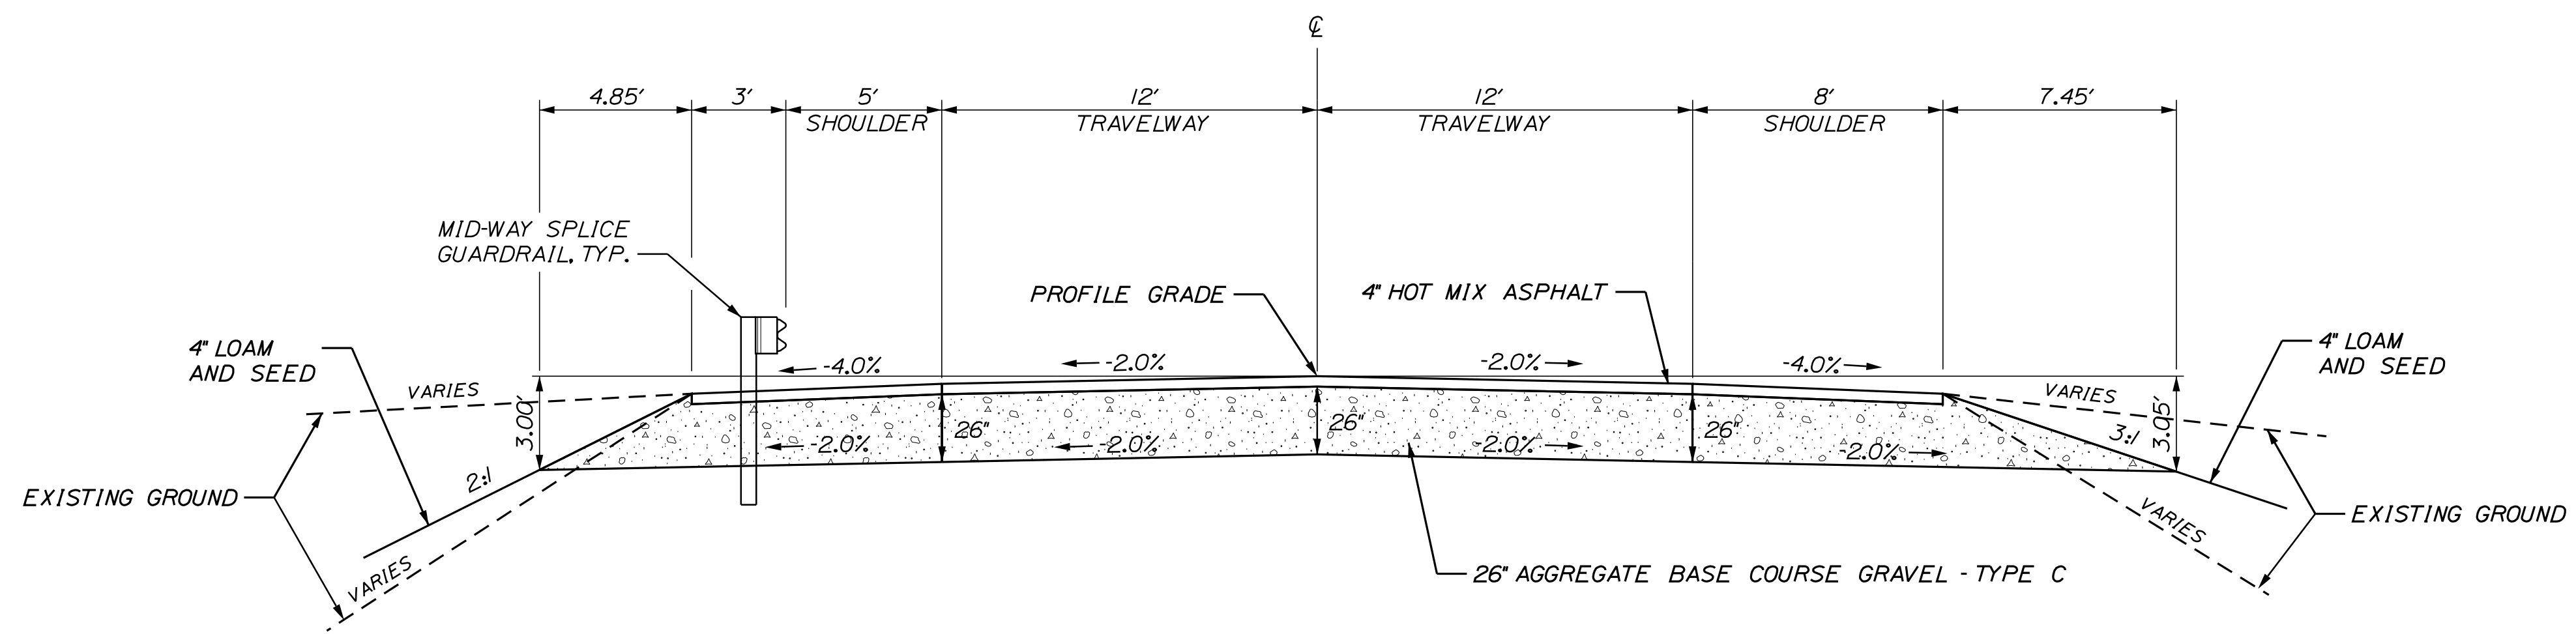 ℄
4.85'
3'
5'
12'
12'
8'
7.45'
SHOULDER
TRAVELWAY
TRAVELWAY
SHOULDER
MID-WAY SPLICE
GUARDRAIL, TYP.
PROFILE GRADE
4" HOT MIX ASPHALT
4" LOAM
AND SEED
4" LOAM
AND SEED
-4.0%
-2.0%
-2.0%
-4.0%
VARIES
VARIES
3.00'
3.05'
26"
26"
26"
-2.0%
-2.0%
-2.0%
-2.0%
2:1
3:1
EXISTING GROUND
EXISTING GROUND
VARIES
VARIES
26" AGGREGATE BASE COURSE GRAVEL - TYPE C